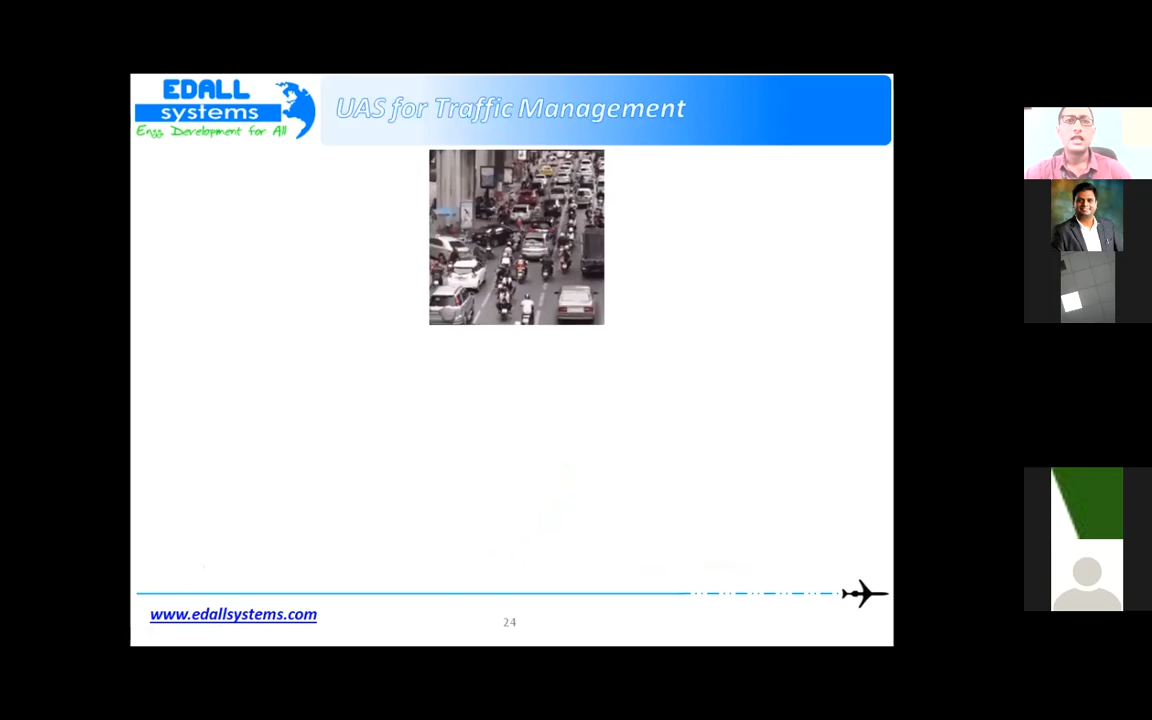 EDALL
systems
Engg Development for All
UAS for Traffic Management
www.edallsystems.com
24